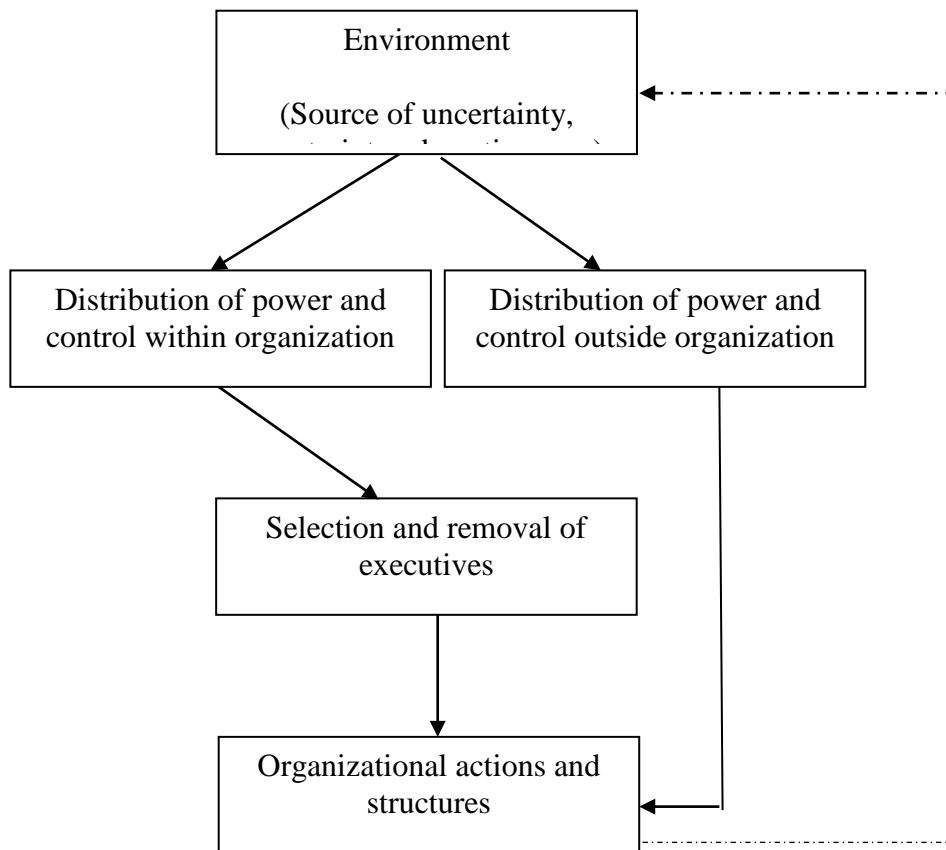 Environment
(Source of uncertainty,
Distribution of power and
control within organization
Distribution of power and
control outside organization
Selection and removal of
executives
Organizational actions and
structures